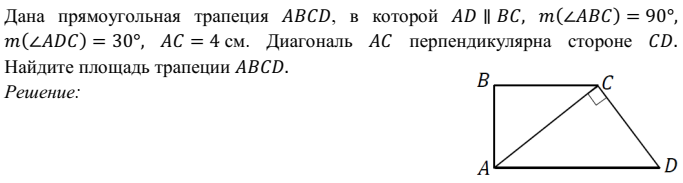 Дана прямоугольная трапеция ABCD, в которой AD ∥ BC, m(∠ABC) = 90°,
m(∠ADC) = 30°, AC = 4 см. Диагональ AC перпендикулярна стороне CD.
Найдите площадь трапеции ABCD.
Решение:
B C
A D